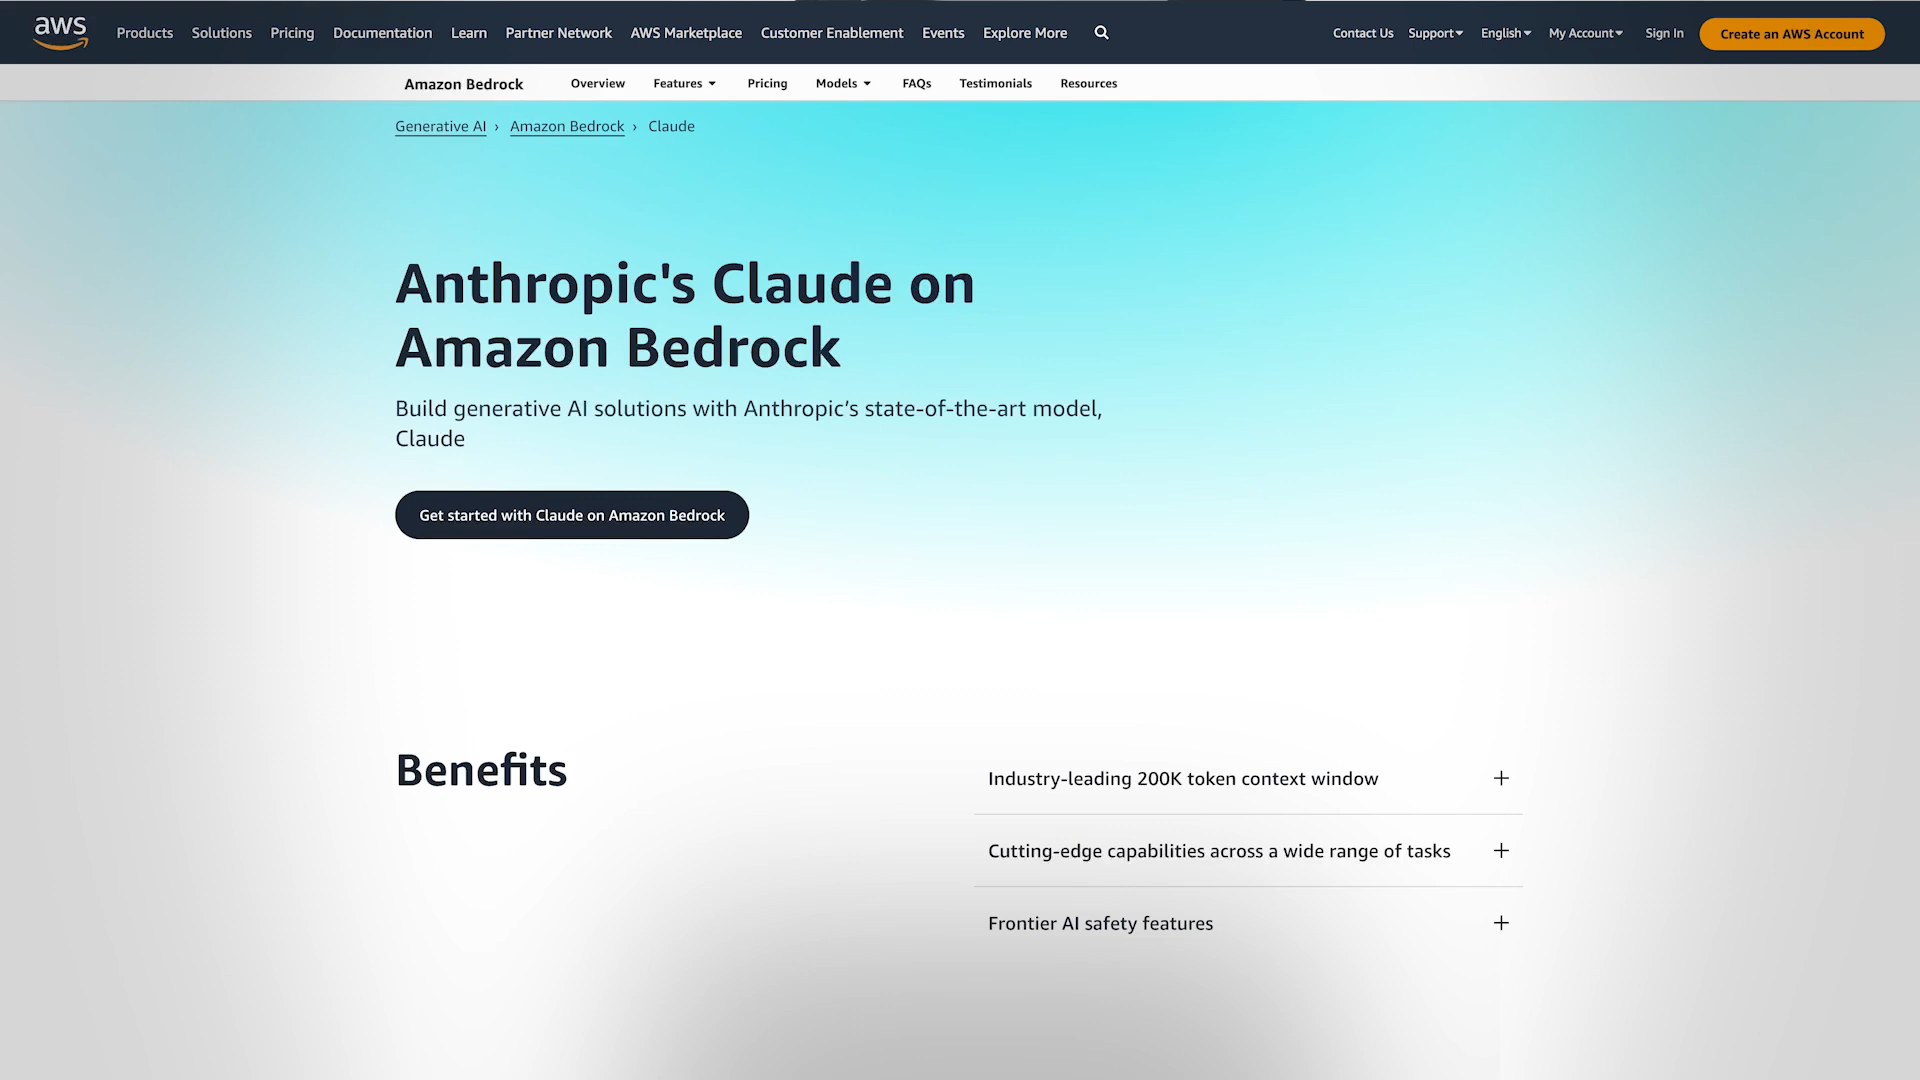 aws
Products Solutions Pricing Documentation Learn Partner Network AWS Marketplace Customer Enablement Events Explore More Contact Us Support English My Account Sign In Create an AWS Account
Amazon Bedrock Overview Features Pricing Models FAQs Testimonials Resources
Generative AI › Amazon Bedrock › Claude
Anthropic's Claude on
Amazon Bedrock
Build generative AI solutions with Anthropic’s state-of-the-art model,
Claude
Get started with Claude on Amazon Bedrock
Benefits
Industry-leading 200K token context window
Cutting-edge capabilities across a wide range of tasks
Frontier AI safety features